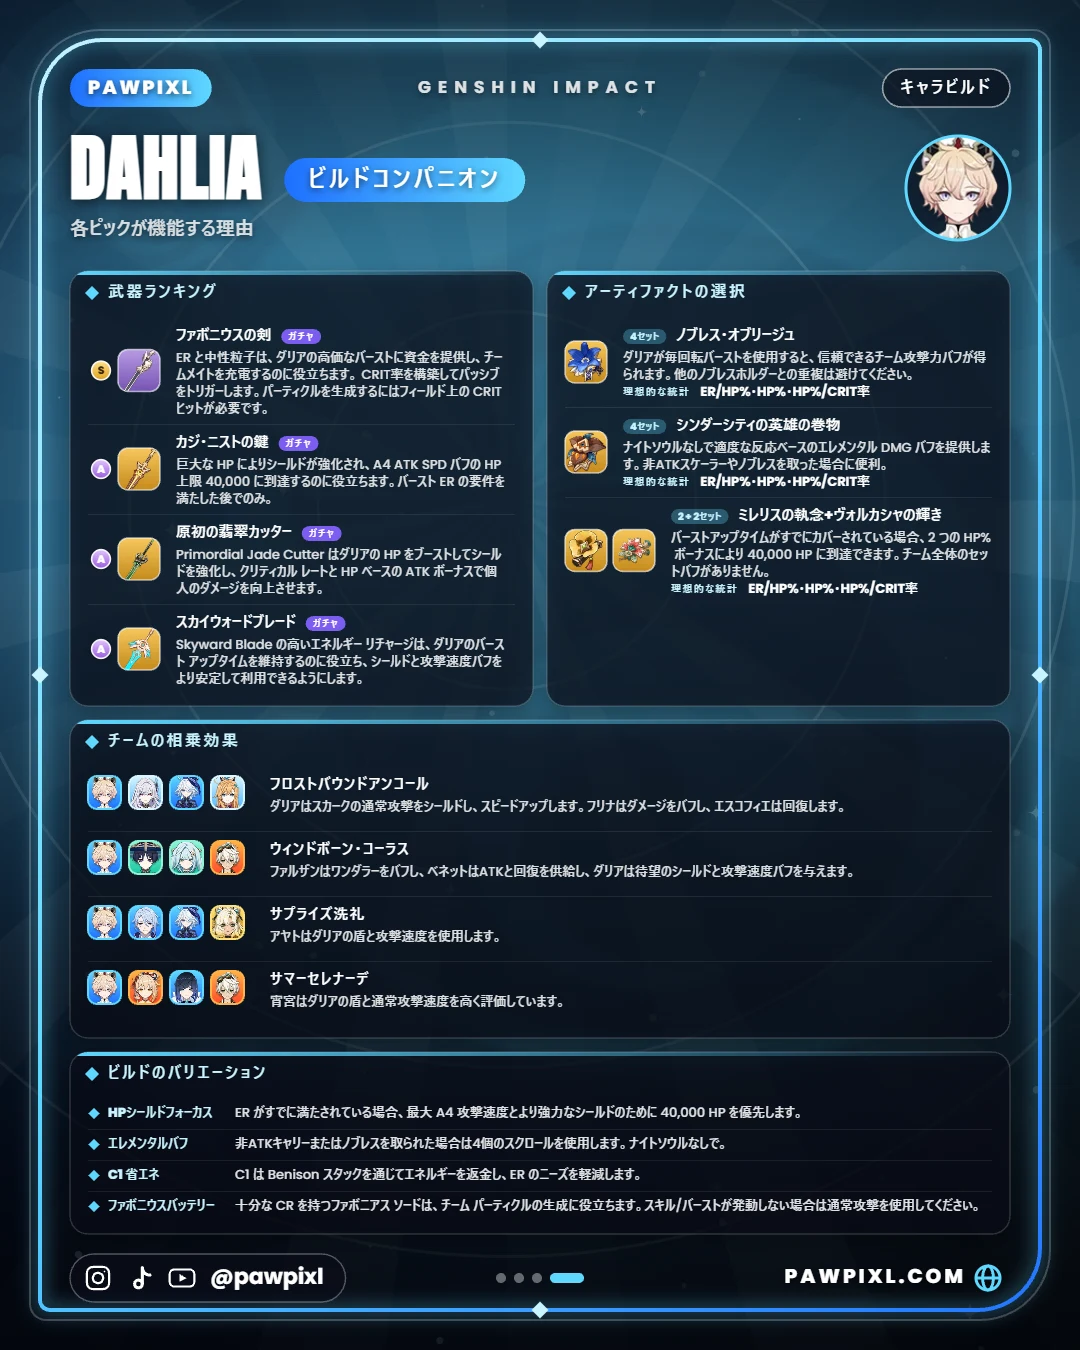 PAWPIXL
GENSHIN IMPACT
キャラビルド
DAHLIA
ビルドコンパニオン
各ピックが機能する理由
武器ランキング
S
ファボニウスの剣 ガチャ
ER と中性粒子は、ダリアの高価なバーストに資金を提供し、チー
ムメイトを充電するのに役立ちます。 CRIT率を構築してパッシブ
をトリガーします。パーティクルを生成するにはフィールド上の CRIT
ヒットが必要です。
A
カジ・ニストの鍵 ガチャ
巨大な HP によりシールドが強化され、A4 ATK SPD バフの HP
上限 40,000 に到達するのに役立ちます。バースト ER の要件を
満たした後でのみ。
A
原初の翡翠カッター ガチャ
Primordial Jade Cutter はダリアの HP をブーストしてシール
ドを強化し、クリティカル レートと HP ベースの ATK ボーナスで個
人のダメージを向上させます。
A
スカイウォードブレード ガチャ
Skyward Blade の高いエネルギー リチャージは、ダリアのバース
ト アップタイムを維持するのに役立ち、シールドと攻撃速度バフを
より安定して利用できるようにします。
アーティファクトの選択
4セット ノブレス・オブリージュ
ダリアが毎回転バーストを使用すると、信頼できるチーム攻撃力バフが得
られます。他のノブレスホルダーとの重複は避けてください。
理想的な統計 ER/HP%・HP%・HP%/CRIT率
4セット シンダーシティの英雄の巻物
ナイトソウルなしで適度な反応ベースのエレメンタル DMG バフを提供しま
す。非ATKスケーラーやノブレスを取った場合に便利。
理想的な統計 ER/HP%・HP%・HP%/CRIT率
2+2セット ミレリスの執念+ヴォルカシャの輝き
バーストアップタイムがすでにカバーされている場合、2 つの HP%
ボーナスにより 40,000 HP に到達できます。チーム全体のセッ
トバフがありません。
理想的な統計 ER/HP%・HP%・HP%/CRIT率
チームの相乗効果
フロストバウンドアンコール
ダリアはスカークの通常攻撃をシールドし、スピードアップします。フリナはダメージをバフし、エスコフィエは回復します。
ウィンドボーン・コーラス
ファルザンはワンダラーをバフし、ベネットはATKと回復を供給し、ダリアは待望のシールドと攻撃速度バフを与えます。
サプライズ洗礼
アヤトはダリアの盾と攻撃速度を使用します。
サマーセレナーデ
宵宮はダリアの盾と通常攻撃速度を高く評価しています。
ビルドのバリエーション
HPシールドフォーカス ER がすでに満たされている場合、最大 A4 攻撃速度とより強力なシールドのために 40,000 HP を優先します。
エレメンタルバフ 非ATKキャリーまたはノブレスを取られた場合は4個のスクロールを使用します。ナイトソウルなしで。
C1 省エネ C1 は Benison スタックを通じてエネルギーを返金し、ER のニーズを軽減します。
ファボニウスバッテリー 十分な CR を持つファボニアス ソードは、チーム パーティクルの生成に役立ちます。スキル/バーストが発動しない場合は通常攻撃を使用してください。
@pawpixl
PAWPIXL.COM